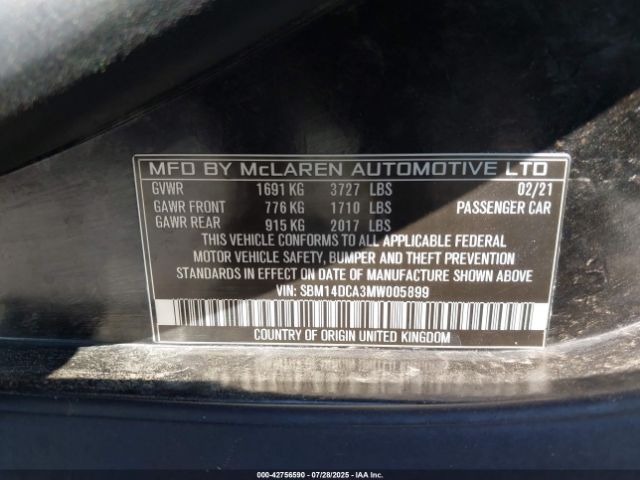 MFD BY McLAREN AUTOMOTIVE LTD
GVWR 1691 KG 3727 LBS 02/21
GAWR FRONT 776 KG 1710 LBS PASSENGER CAR
GAWR REAR 915 KG 2017 LBS
THIS VEHICLE CONFORMS TO ALL APPLICABLE FEDERAL
MOTOR VEHICLE SAFETY, BUMPER AND THEFT PREVENTION
STANDARDS IN EFFECT ON DATE OF MANUFACTURE SHOWN ABOVE.
VIN: SBM14DCA3MW005899
COUNTRY OF ORIGIN UNITED KINGDOM
000-42756590 - 07/28/2025 - IAAI.COM